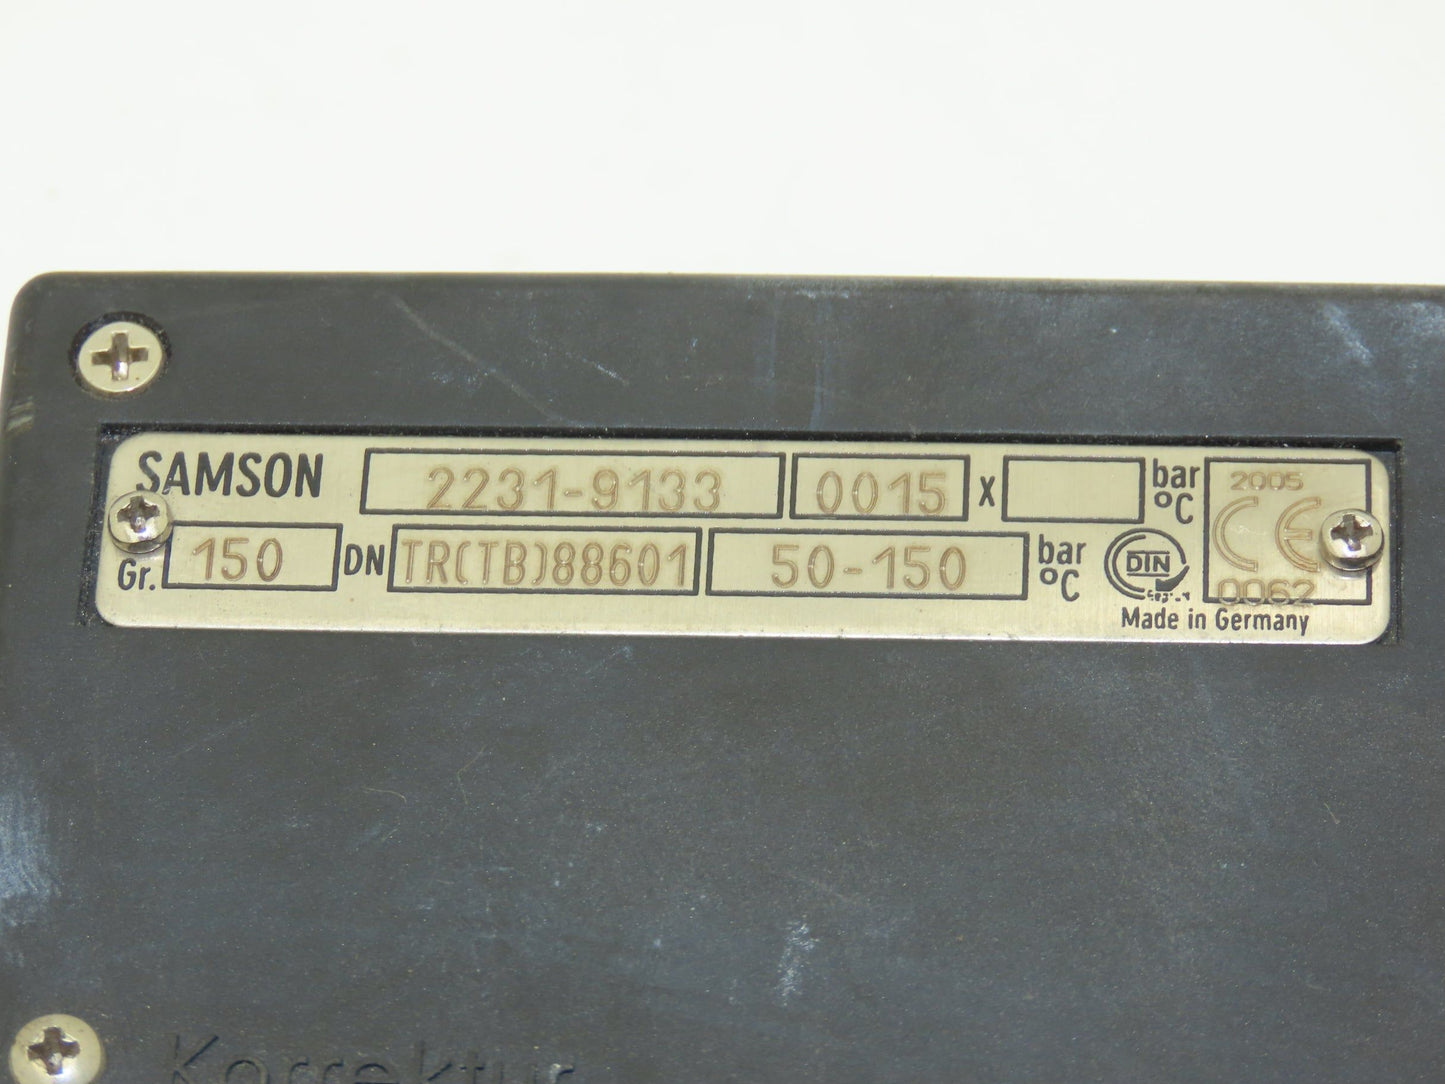 SAMSON 2231-9133 0015 x bar °C 2005 CE
Gr. 150 DN TR(TB)88601 50-150 bar °C DIN 0062
Made in Germany
Korrektur